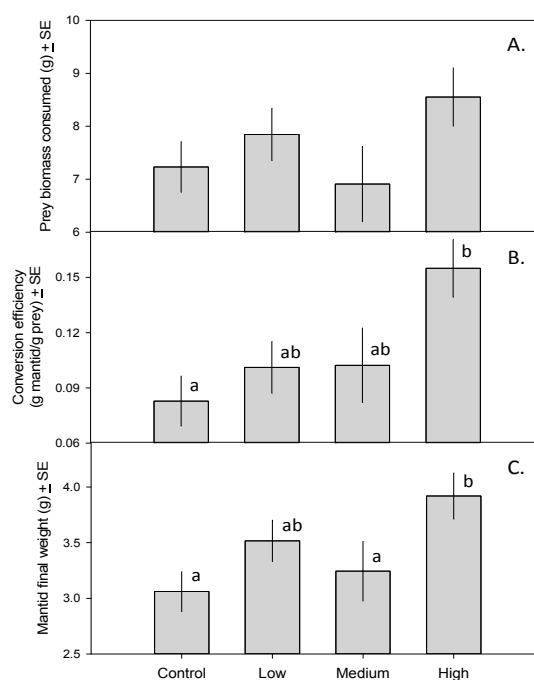 10
9
8
7
6
Prey biomass consumed (g) ± SE
A.
0.15
0.12
0.09
0.06
Conversion efficiency
(g mantid/g prey) ± SE
B.
a
ab
ab
b
4.0
3.5
3.0
2.5
Mantid final weight (g) ± SE
C.
a
ab
a
b
Control Low Medium High